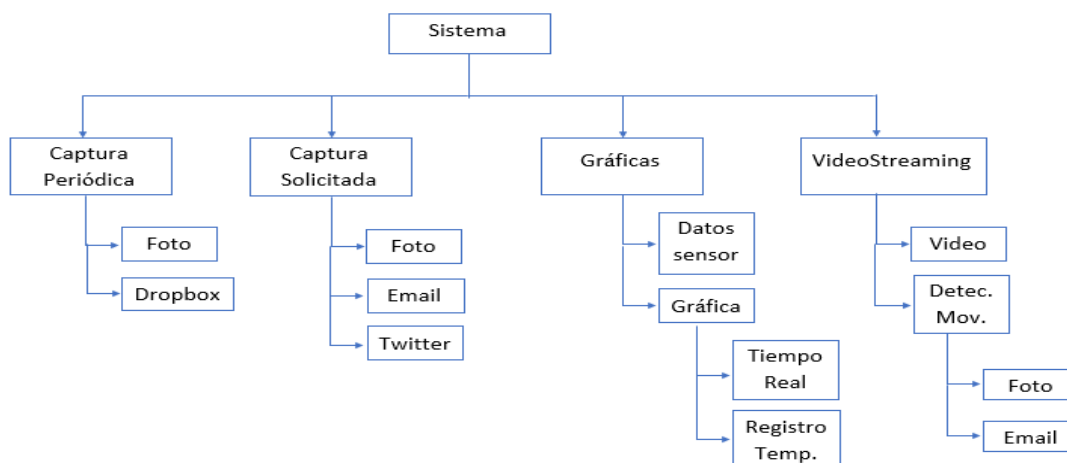 Sistema
Captura
Periódica
Foto
Dropbox
Captura
Solicitada
Foto
Email
Twitter
Gráficas
Datos
sensor
Gráfica
Tiempo
Real
Registro
Temp.
VideoStreaming
Video
Detec.
Mov.
Foto
Email